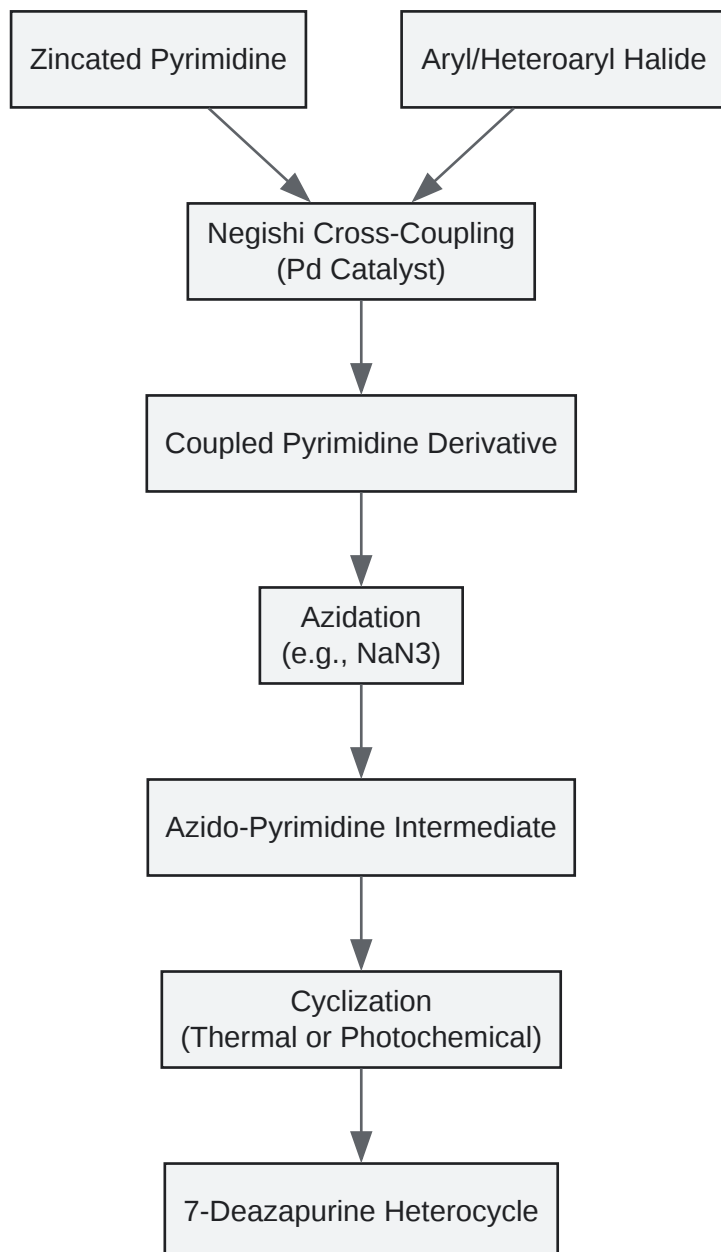 Zincated Pyrimidine
Aryl/Heteroaryl Halide
Negishi Cross-Coupling
(Pd Catalyst)
Coupled Pyrimidine Derivative
Azidation
(e.g., NaN3)
Azido-Pyrimidine Intermediate
Cyclization
(Thermal or Photochemical)
7-Deazapurine Heterocycle